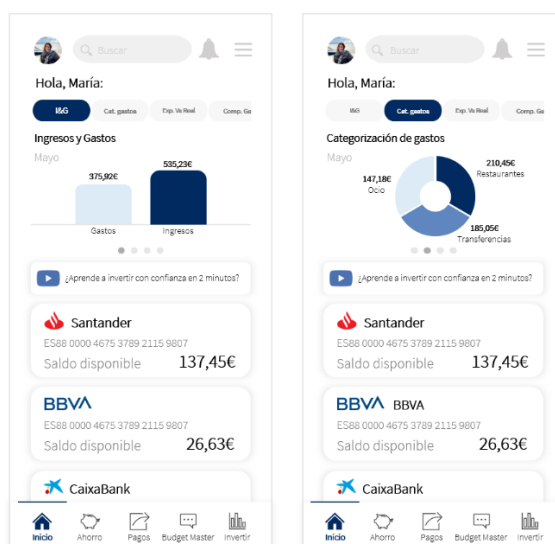 Buscar
Hola, María:
I&G Cat. gastos Exp. Vs Real Comp. Ga
Ingresos y Gastos
Mayo
375,92€
535,23€
Gastos Ingresos
¿Aprende a invertir con confianza en 2 minutos?
Santander
ES88 0000 4675 3789 2115 9807
Saldo disponible 137,45€
BBVA
ES88 0000 4675 3789 2115 9807
Saldo disponible 26,63€
CaixaBank
Inicio Ahorro Pagos Budget Master Invertir
Buscar
Hola, María:
I&G Cat. gastos Exp. Vs Real Comp. Ga
Categorización de gastos
Mayo
210,45€
Restaurantes
147,18€
Ocio
185,05€
Transferencias
¿Aprende a invertir con confianza en 2 minutos?
Santander
ES88 0000 4675 3789 2115 9807
Saldo disponible 137,45€
BBVA BBVA
ES88 0000 4675 3789 2115 9807
Saldo disponible 26,63€
CaixaBank
Inicio Ahorro Pagos Budget Master Invertir